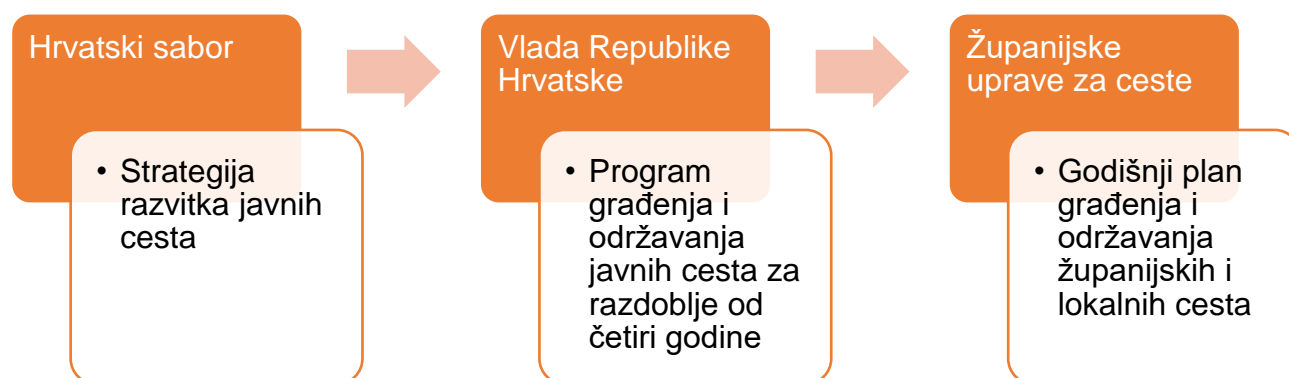 Hrvatski sabor
• Strategija
razvitka javnih
cesta
Vlada Republike
Hrvatske
• Program
građenja i
održavanja
javnih cesta za
razdoblje od
četiri godine
Županijske
uprave za ceste
• Godišnji plan
građenja i
održavanja
županijskih i
lokalnih cesta